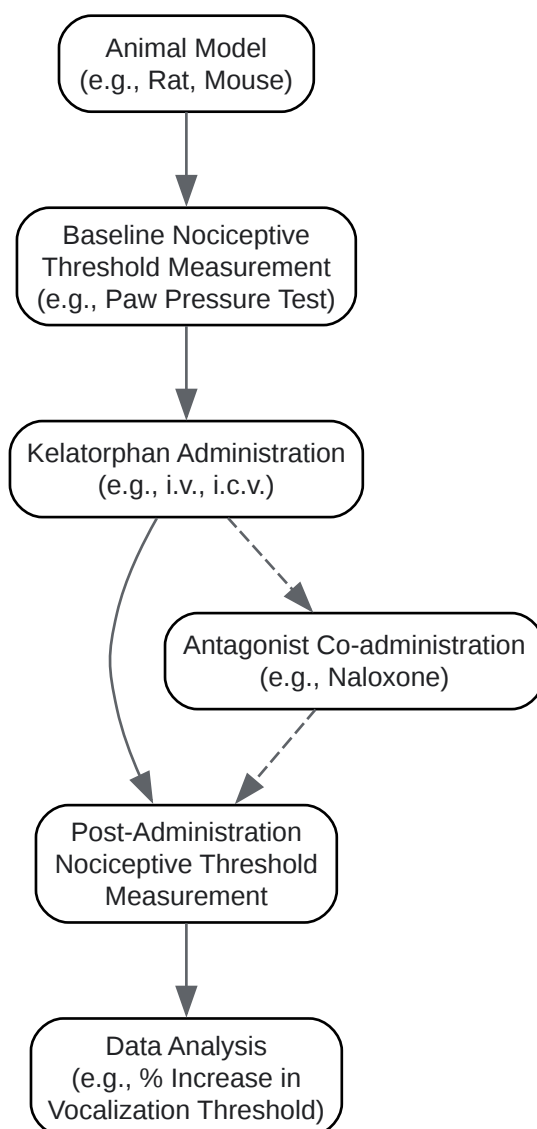 Animal Model
(e.g., Rat, Mouse)
Baseline Nociceptive
Threshold Measurement
(e.g., Paw Pressure Test)
Kelatorphan Administration
(e.g., i.v., i.c.v.)
Antagonist Co-administration
(e.g., Naloxone)
Post-Administration
Nociceptive Threshold
Measurement
Data Analysis
(e.g., % Increase in
Vocalization Threshold)